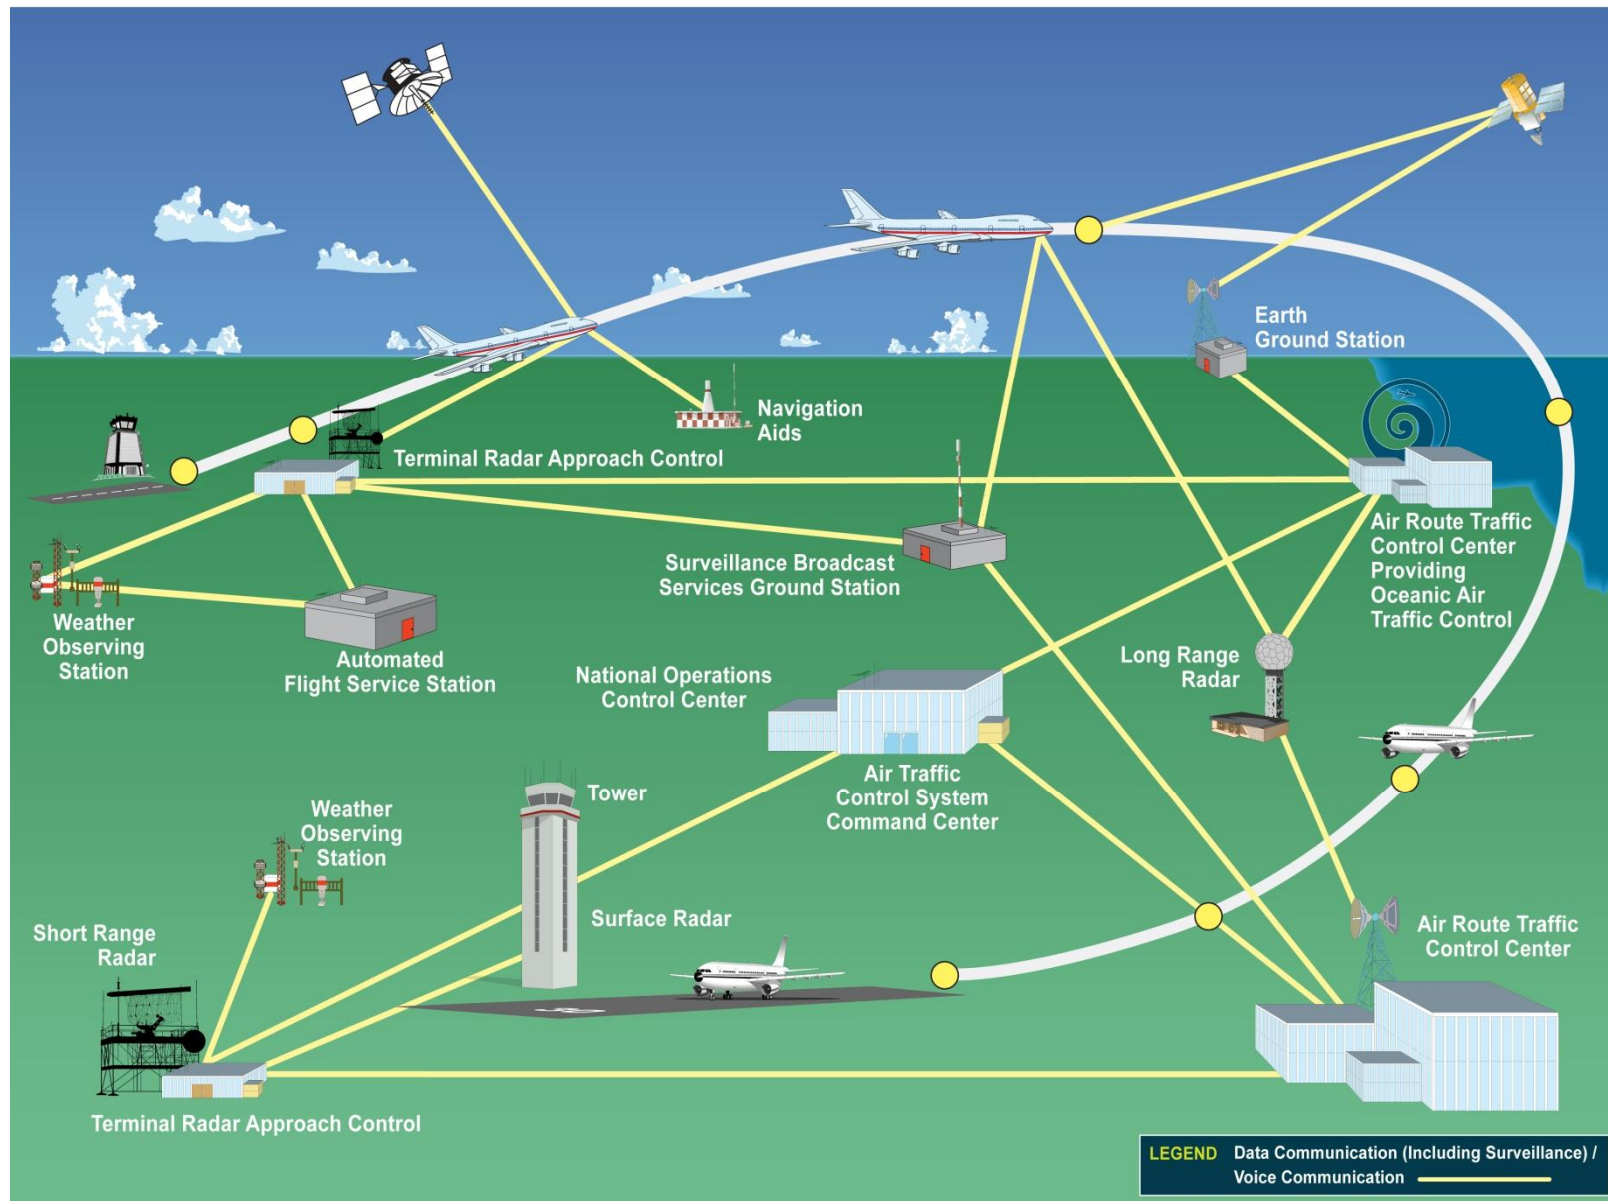 Earth
Ground Station
Navigation
Aids
Terminal Radar Approach Control
Air Route Traffic
Control Center
Providing
Oceanic Air
Traffic Control
Surveillance Broadcast
Services Ground Station
Weather
Observing
Station
Automated
Flight Service Station
National Operations
Control Center
Long Range
Radar
Air Traffic
Control System
Command Center
Tower
Weather
Observing
Station
Surface Radar
Short Range
Radar
Air Route Traffic
Control Center
Terminal Radar Approach Control
LEGEND Data Communication (Including Surveillance) /
Voice Communication